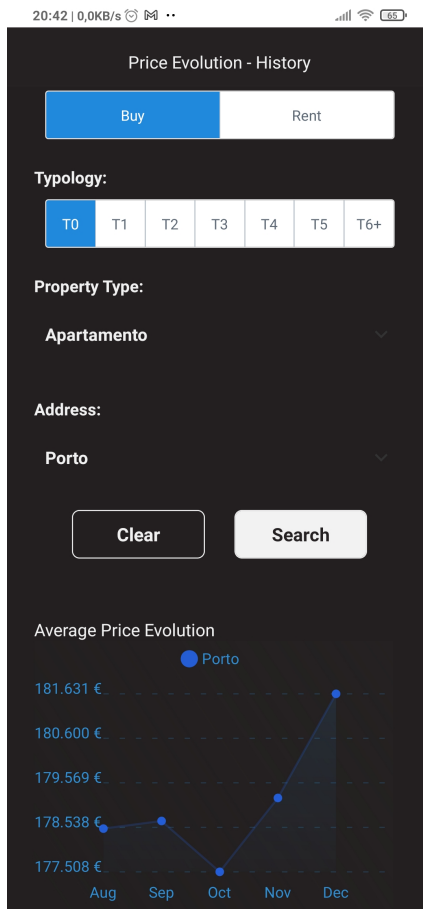 20:42 | 0,0KB/s
65
Price Evolution - History
Buy Rent
Typology:
T0 T1 T2 T3 T4 T5 T6+
Property Type:
Apartamento
Address:
Porto
Clear Search
Average Price Evolution
Porto
181.631 €
180.600 €
179.569 €
178.538 €
177.508 €
Aug Sep Oct Nov Dec